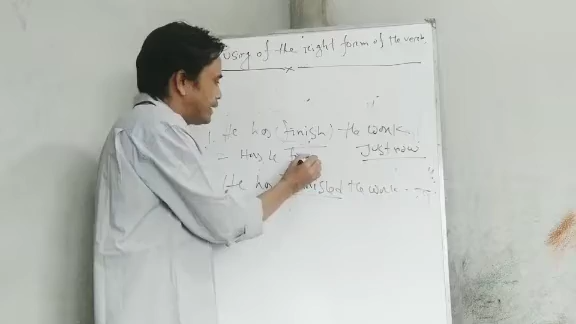 using of the right form of the verb.
1. He has (finish) the work.
Just now
= Has he
He has finished the work.